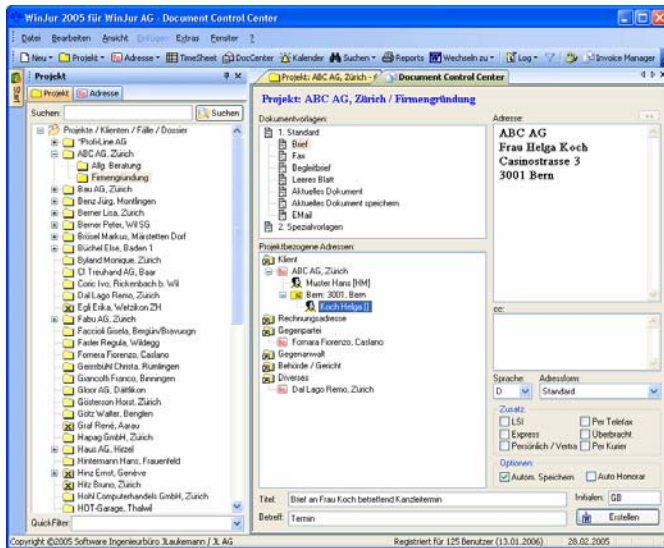 WinJur 2005 für WinJur AG - Document Control Center
Datei Bearbeiten Ansicht Einfügen Extras Fenster ?
Neu Projekt Adresse TimeSheet DocCenter Kalender Suchen Reports Wechseln zu Log Invoice Manager
Start
Projekt
Projekt: ABC AG, Zürich - F Document Control Center
Projekt Adresse
Suchen: Suchen
Projekte / Klienten / Fälle / Dossier
*Profi-Line AG
ABC AG, Zürich
Allg. Beratung
Firmengründung
Bau AG, Zürich
Benz Jürg, Montlingen
Berner Lisa, Zürich
Berner Peter, Wil SG
Brösel Markus, Märstetten Dorf
Büchel Else, Baden 1
Byland Monique, Zürich
CI Treuhand AG, Baar
Coric Ivo, Rickenbach b. Wil
Dal Lago Remo, Zürich
Egli Erika, Wetzikon ZH
Fabu AG, Zürich
Faccioli Gisela, Bergün/Bravuogn
Fasler Regula, Wildegg
Fornera Fiorenzo, Caslano
Geissbühl Christa, Rümlingen
Giancotti Franco, Binningen
Gloor AG, Dättlikon
Gösterson Horst, Zürich
Götz Walter, Benglen
Graf René, Aarau
Hapag GmbH, Zürich
Haus AG, Hirzel
Hintermann Hans, Frauenfeld
Hinz Ernst, Genève
Hitz Bruno, Zürich
Hohl Computerhandels GmbH, Zürich
HOT-Garage, Thalwil
QuickFilter:
Projekt: ABC AG, Zürich / Firmengründung
Dokumentvorlagen:
1. Standard
Brief
Fax
Begleitbrief
Leeres Blatt
Aktuelles Dokument
Aktuelles Dokument speichern
EMail
2. Spezialvorlagen
Projektbezogene Adressen:
Klient
ABC AG, Zürich
Muster Hans [HM]
Bern: 3001, Bern
Koch Helga []
Rechnungsadresse
Gegenpartei
Fornara Fiorenzo, Caslano
Gegenanwalt
Behörde / Gericht
Diverses
Dal Lago Remo, Zürich
Adresse:
ABC AG
Frau Helga Koch
Casinostrasse 3
3001 Bern
cc:
Sprache: Adressform:
D Standard
Zusatz:
LSI Per Telefax
Express Überbracht
Persönlich / Vertra Per Kurier
Optionen:
Autom. Speichern Auto Honorar
Titel: Brief an Frau Koch betreffend Kanzleitermin Initialen: GB
Betreff: Termin Erstellen
Copyright ©2005 Software Ingenieurbüro JLaukemann / JL AG Registriert für 125 Benutzer (13.01.2006) 28.02.2005